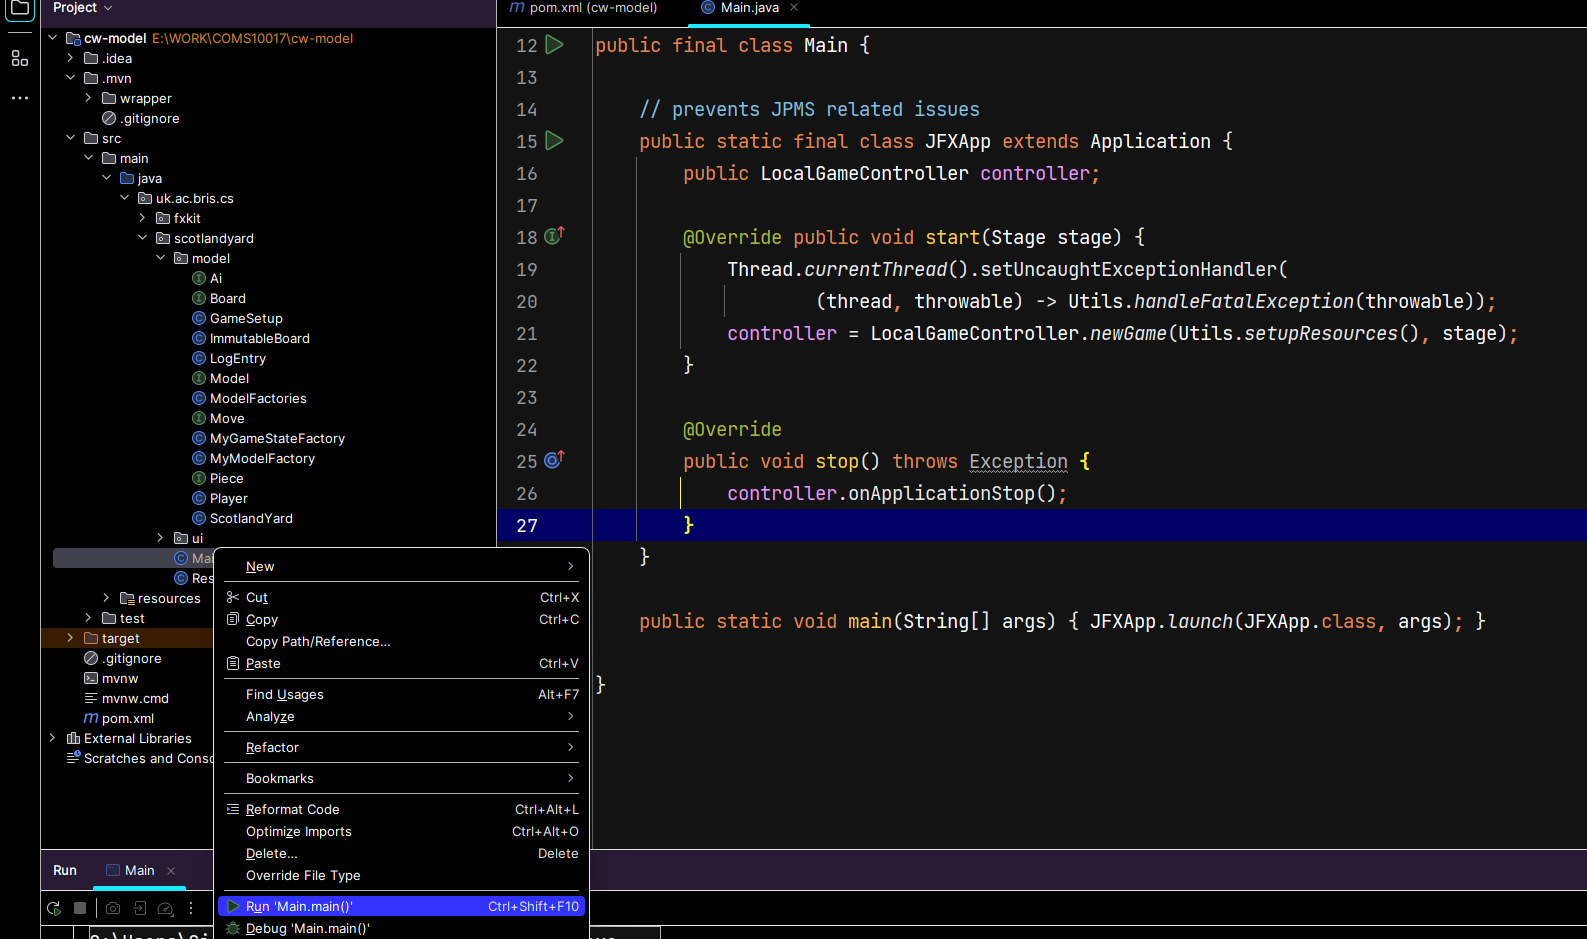 Project
cw-model E:\WORK\COMS10017\cw-model
.idea
.mvn
wrapper
.gitignore
src
main
java
uk.ac.bris.cs
fxkit
scotlandyard
model
Ai
Board
GameSetup
ImmutableBoard
LogEntry
Model
ModelFactories
Move
MyGameStateFactory
MyModelFactory
Piece
Player
ScotlandYard
ui
Mai
Res
resources
test
target
.gitignore
mvnw
mvnw.cmd
pom.xml
External Libraries
Scratches and Conso
pom.xml (cw-model)
Main.java
12 public final class Main {
13
14 // prevents JPMS related issues
15 public static final class JFXApp extends Application {
16 public LocalGameController controller;
17
18 @Override public void start(Stage stage) {
19 Thread.currentThread().setUncaughtExceptionHandler(
20 (thread, throwable) -> Utils.handleFatalException(throwable));
21 controller = LocalGameController.newGame(Utils.setupResources(), stage);
22 }
23
24 @Override
25 public void stop() throws Exception {
26 controller.onApplicationStop();
27 }
}
public static void main(String[] args) { JFXApp.launch(JFXApp.class, args); }
}
New
Cut Ctrl+X
Copy Ctrl+C
Copy Path/Reference...
Paste Ctrl+V
Find Usages Alt+F7
Analyze
Refactor
Bookmarks
Reformat Code Ctrl+Alt+L
Optimize Imports Ctrl+Alt+O
Delete... Delete
Override File Type
Run 'Main.main()' Ctrl+Shift+F10
Debug 'Main.main()'
Run
Main